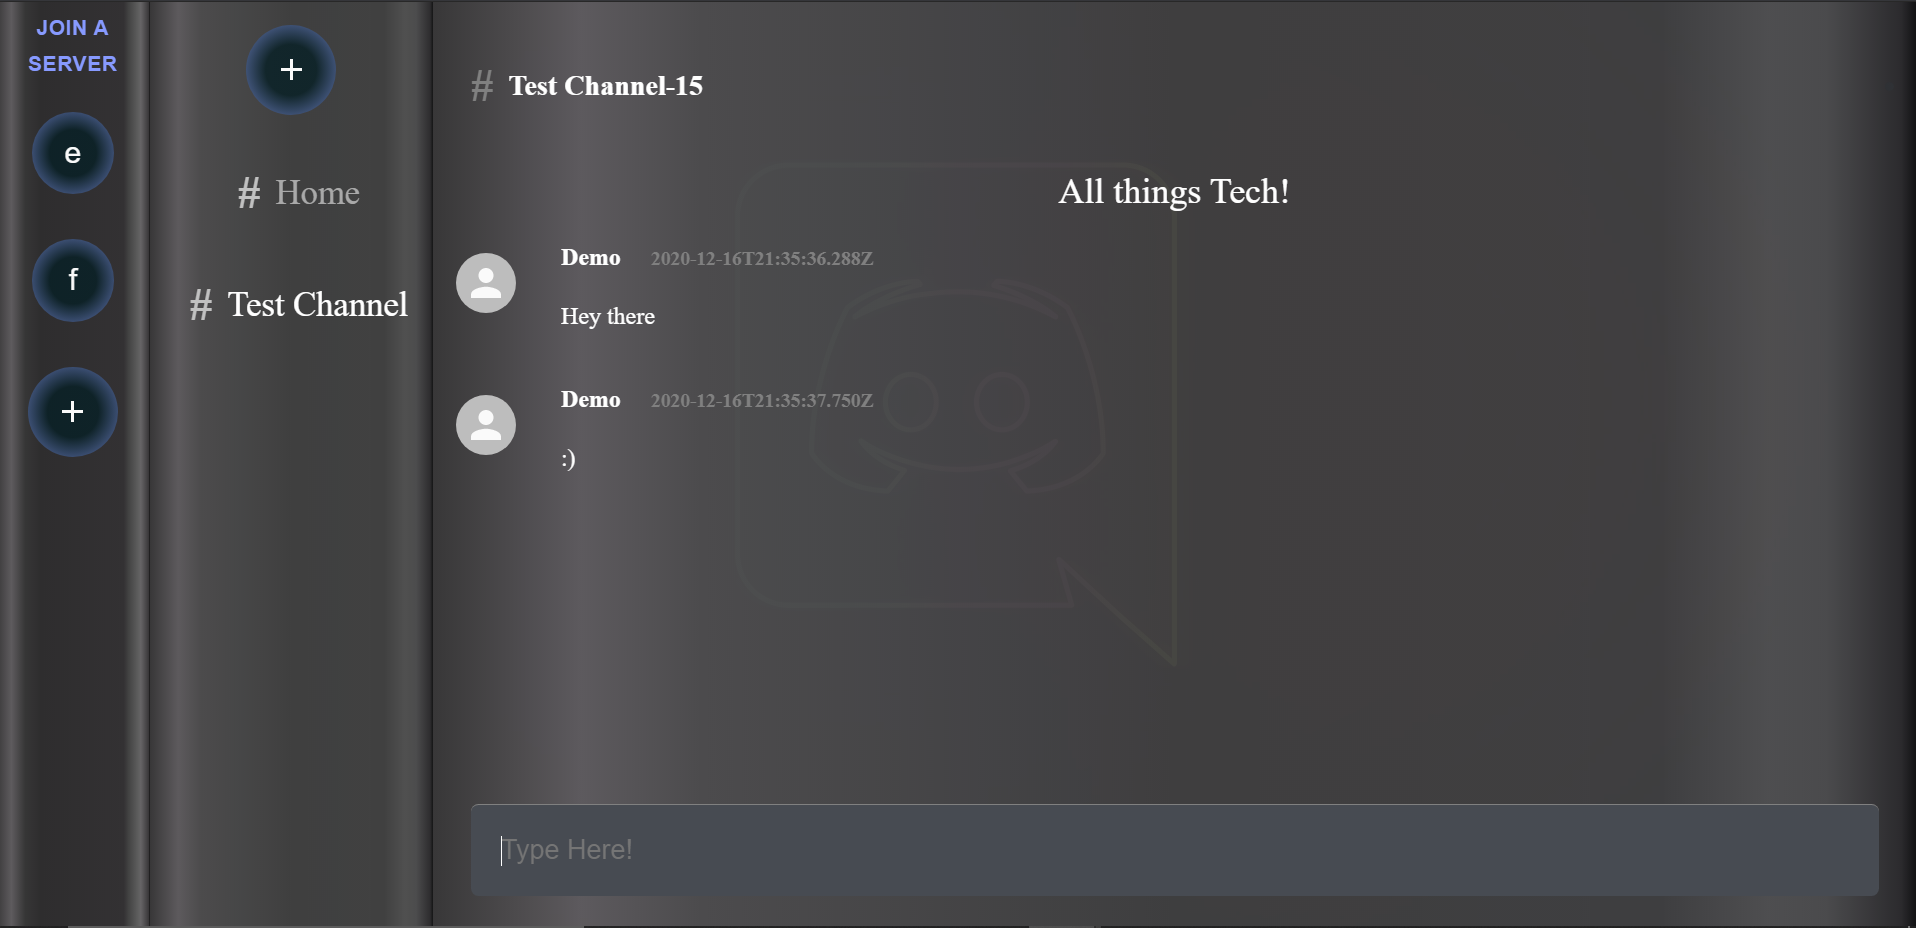 JOIN A
SERVER
e
f
+
+
# Home
# Test Channel
# Test Channel-15
All things Tech!
Demo 2020-12-16T21:35:36.288Z
Hey there
Demo 2020-12-16T21:35:37.750Z
:)
Type Here!